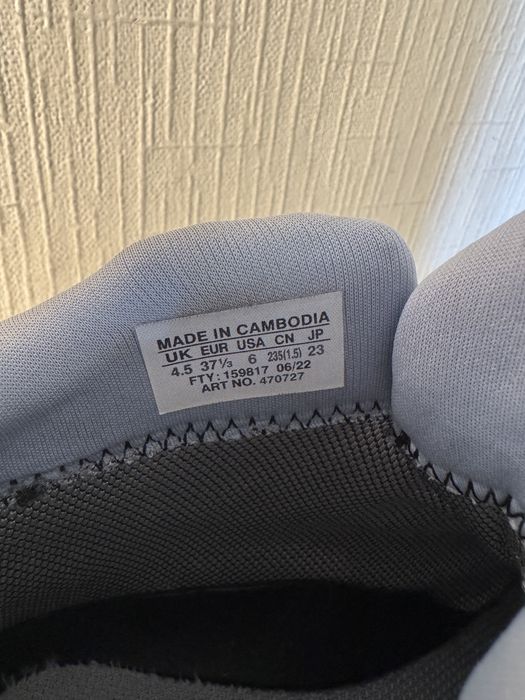 MADE IN CAMBODIA
UK EUR USA CN JP
4.5 37⅓ 6 235(1.5) 23
FTY: 159817 06/22
ART NO. 470727